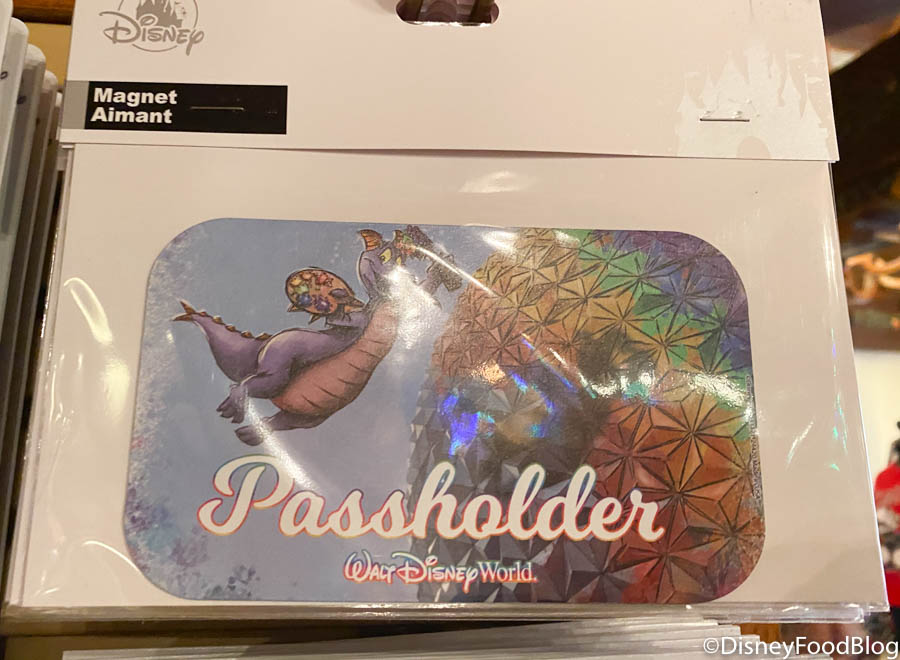 Disney
Magnet
Aimant
Passholder
Walt Disney World.
©DisneyFoodBlog